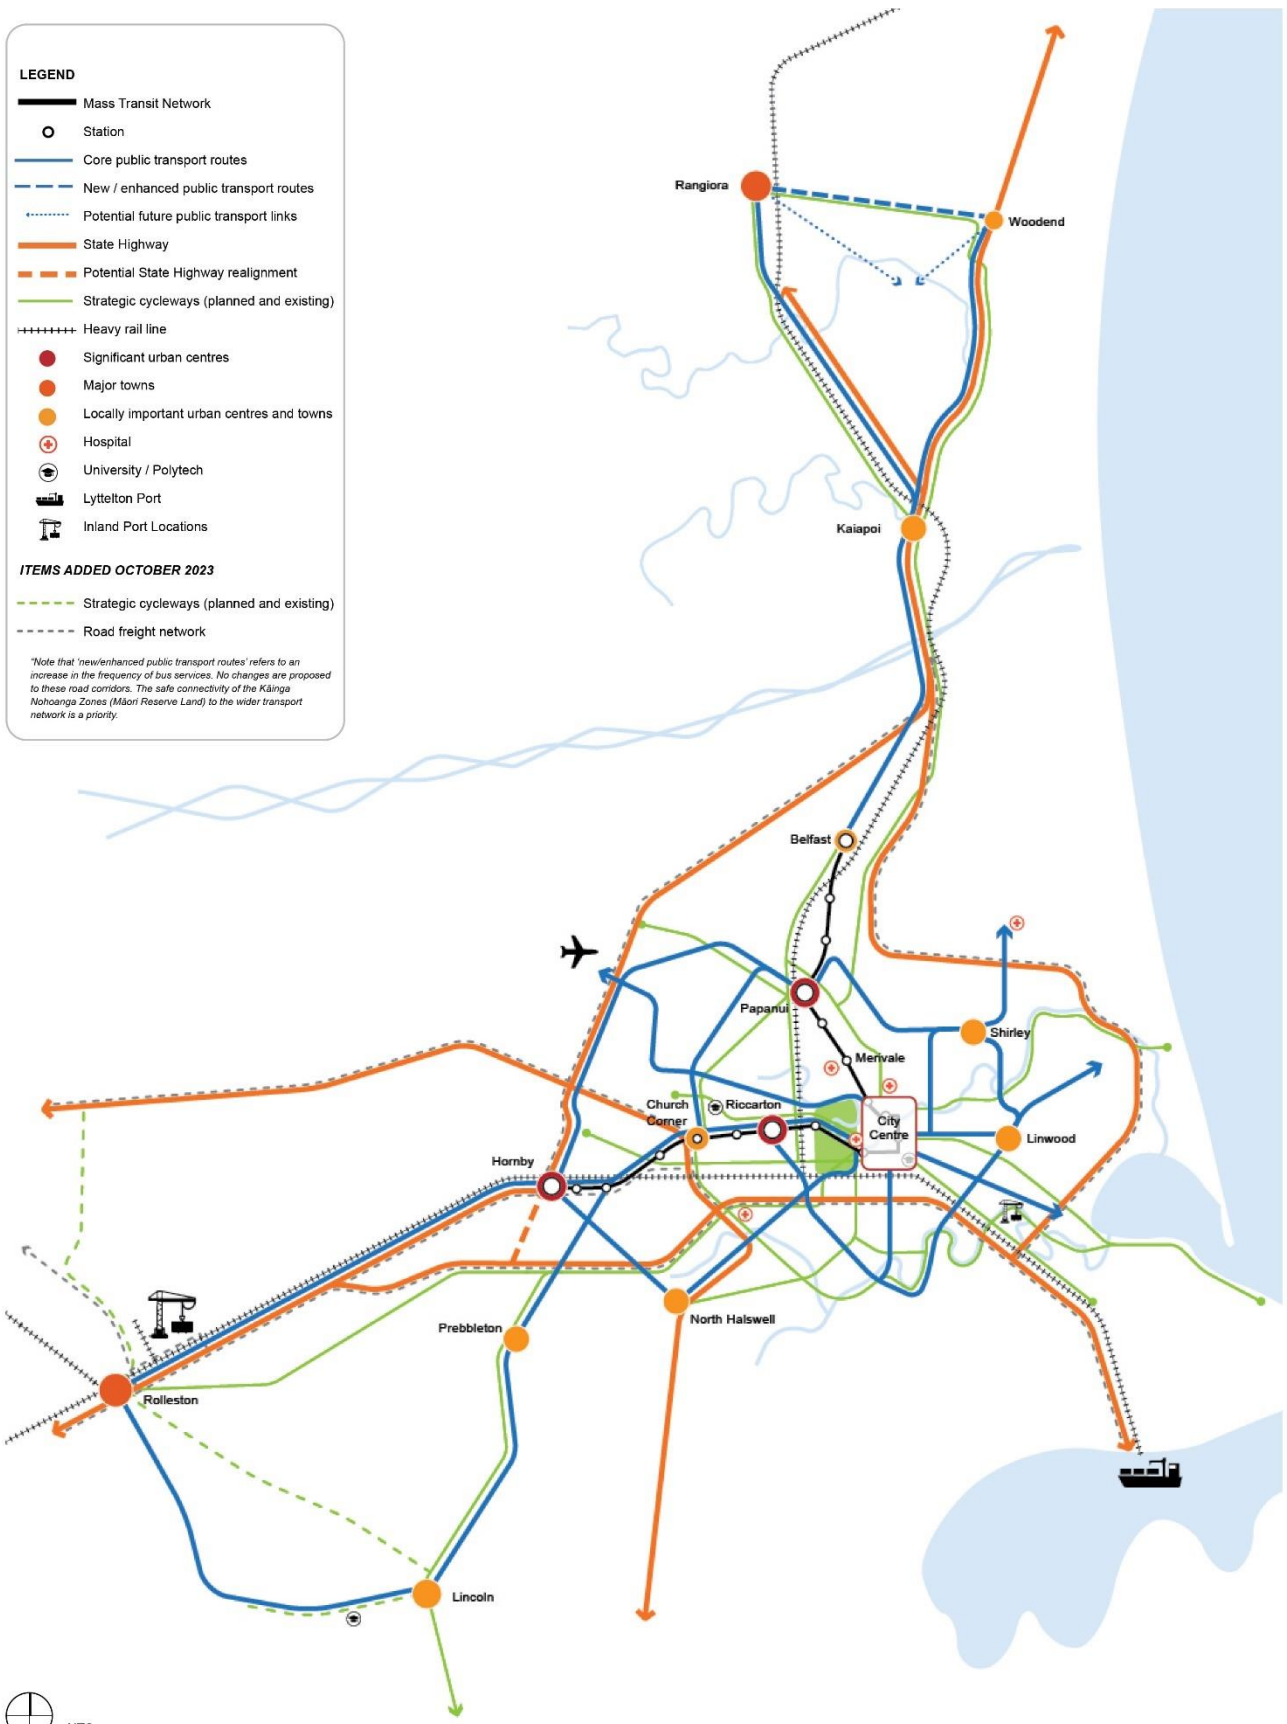 LEGEND
Mass Transit Network
Station
Core public transport routes
New / enhanced public transport routes
Potential future public transport links
State Highway
Potential State Highway realignment
Strategic cycleways (planned and existing)
Heavy rail line
Significant urban centres
Major towns
Locally important urban centres and towns
Hospital
University / Polytech
Lyttelton Port
Inland Port Locations
ITEMS ADDED OCTOBER 2023
Strategic cycleways (planned and existing)
Road freight network
"Note that 'new/enhanced public transport routes' refers to an
increase in the frequency of bus services. No changes are proposed
to these road corridors. The safe connectivity of the Kāinga
Nohoanga Zones (Māori Reserve Land) to the wider transport
network is a priority.
Rangiora
Woodend
Kaiapoi
Belfast
Papanui
Shirley
Merivale
Church
Corner
Riccarton
City
Centre
Linwood
Hornby
North Halswell
Prebbleton
Rolleston
Lincoln